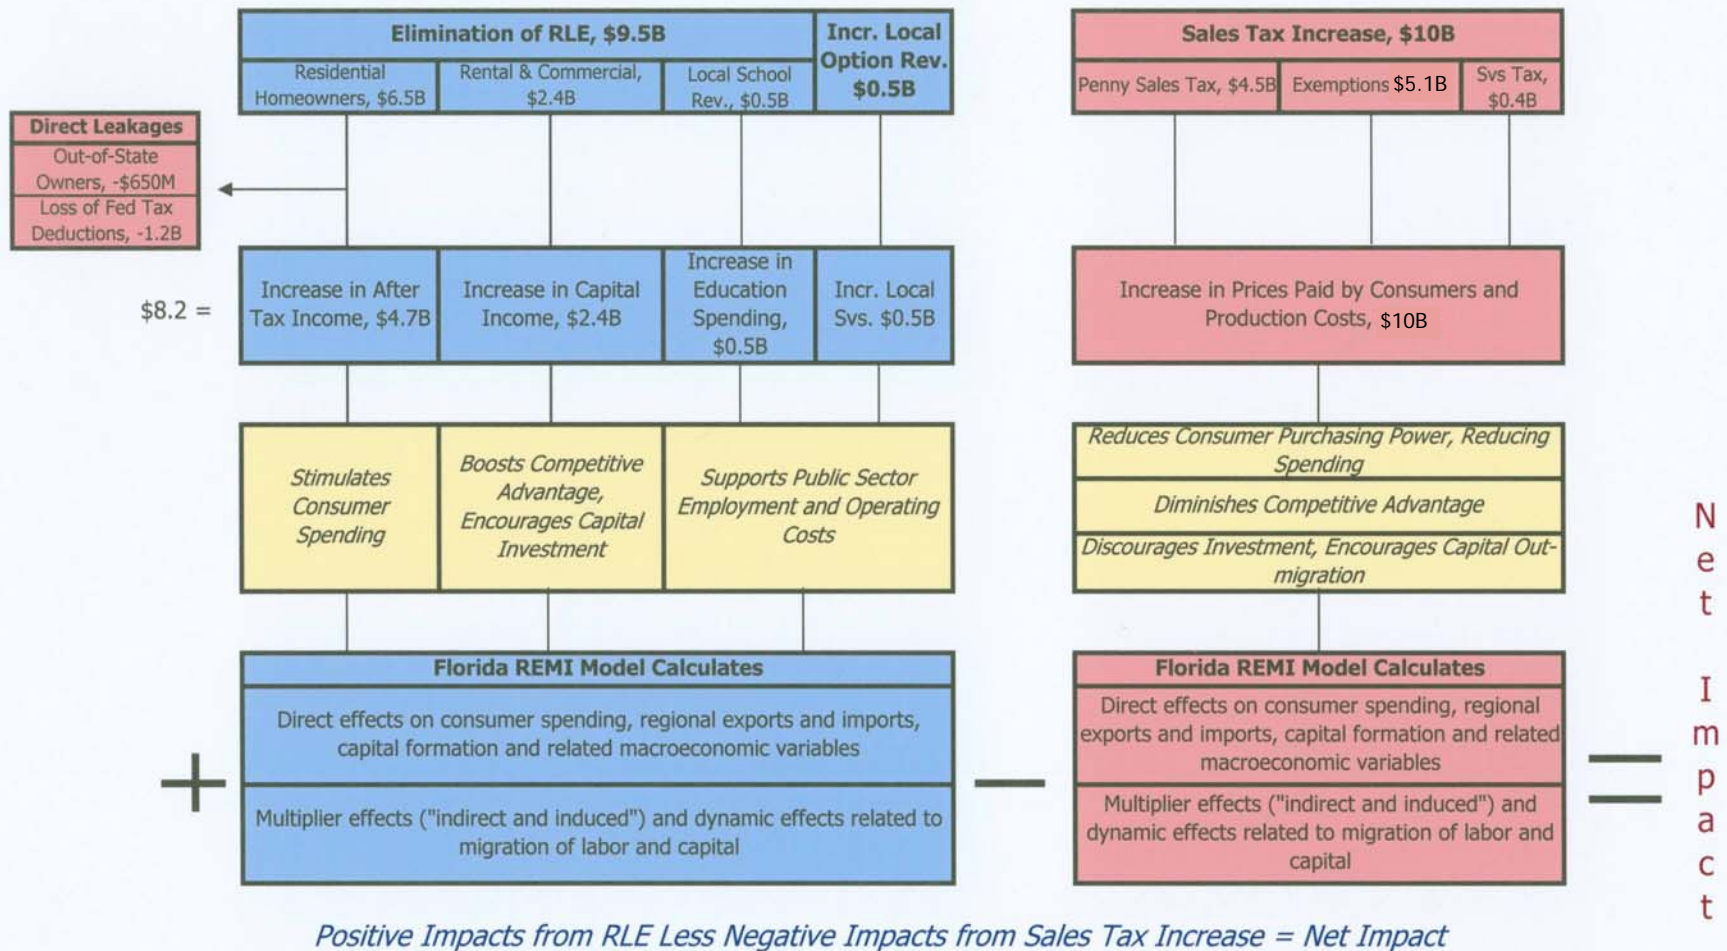 Elimination of RLE, $9.5B
Residential
Homeowners, $6.5B
Rental & Commercial,
$2.4B
Local School
Rev., $0.5B
Incr. Local
Option Rev.
$0.5B
Sales Tax Increase, $10B
Penny Sales Tax, $4.5B
Exemptions $5.1B
Svs Tax,
$0.4B
Direct Leakages
Out-of-State
Owners, -$650M
Loss of Fed Tax
Deductions, -1.2B
$8.2 =
Increase in After
Tax Income, $4.7B
Increase in Capital
Income, $2.4B
Increase in
Education
Spending,
$0.5B
Incr. Local
Svs. $0.5B
Increase in Prices Paid by Consumers and
Production Costs, $10B
Stimulates
Consumer
Spending
Boosts Competitive
Advantage,
Encourages Capital
Investment
Supports Public Sector
Employment and Operating
Costs
Reduces Consumer Purchasing Power, Reducing
Spending
Diminishes Competitive Advantage
Discourages Investment, Encourages Capital Out-
migration
Florida REMI Model Calculates
Direct effects on consumer spending, regional exports and imports,
capital formation and related macroeconomic variables
Multiplier effects ("indirect and induced") and dynamic effects related to
migration of labor and capital
Florida REMI Model Calculates
Direct effects on consumer spending, regional
exports and imports, capital formation and related
macroeconomic variables
Multiplier effects ("indirect and induced") and
dynamic effects related to migration of labor and
capital
+
−
=
Net Impact
Positive Impacts from RLE Less Negative Impacts from Sales Tax Increase = Net Impact